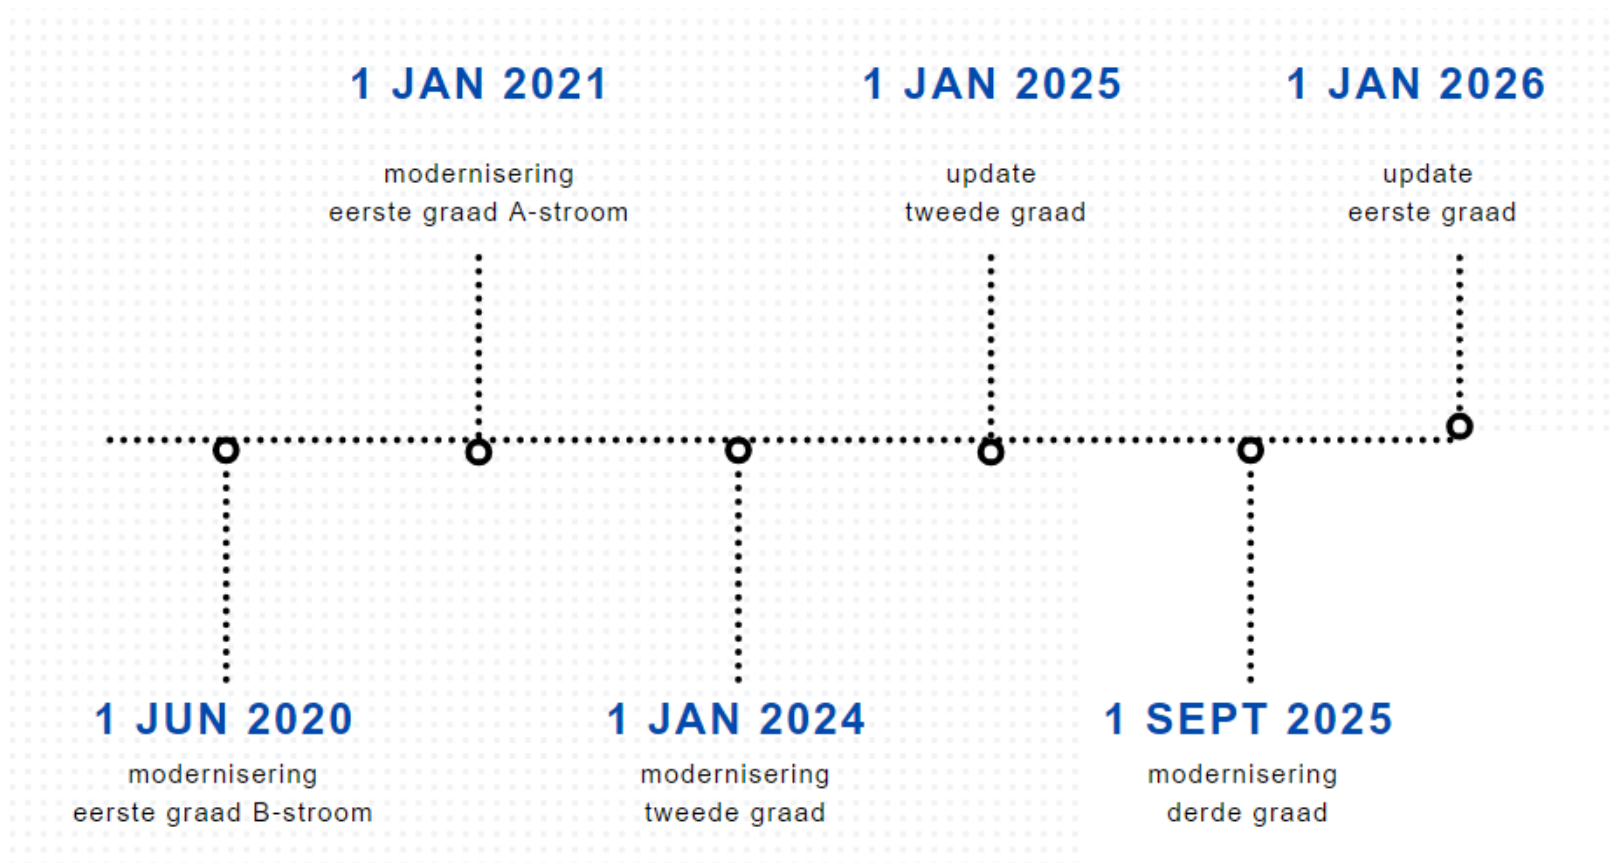 1 JAN 2021
modernisering
eerste graad A-stroom
1 JAN 2025
update
tweede graad
1 JAN 2026
update
eerste graad
1 JUN 2020
modernisering
eerste graad B-stroom
1 JAN 2024
modernisering
tweede graad
1 SEPT 2025
modernisering
derde graad